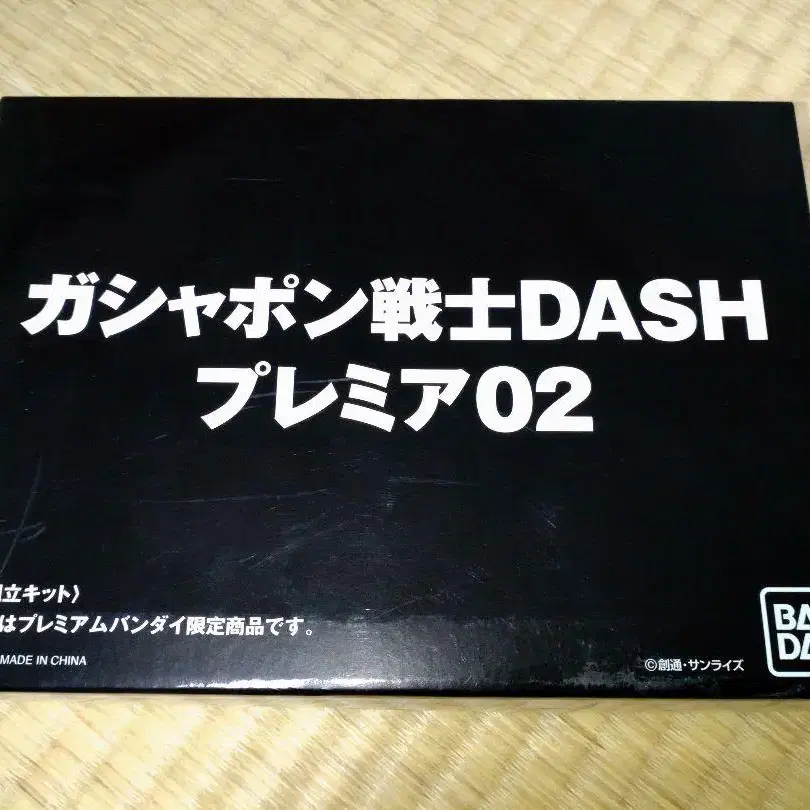 ガシャポン戦士DASH
プレミア02
立キット〉
はプレミアムバンダイ限定商品です。
MADE IN CHINA
©創通・サンライズ
BA
DA